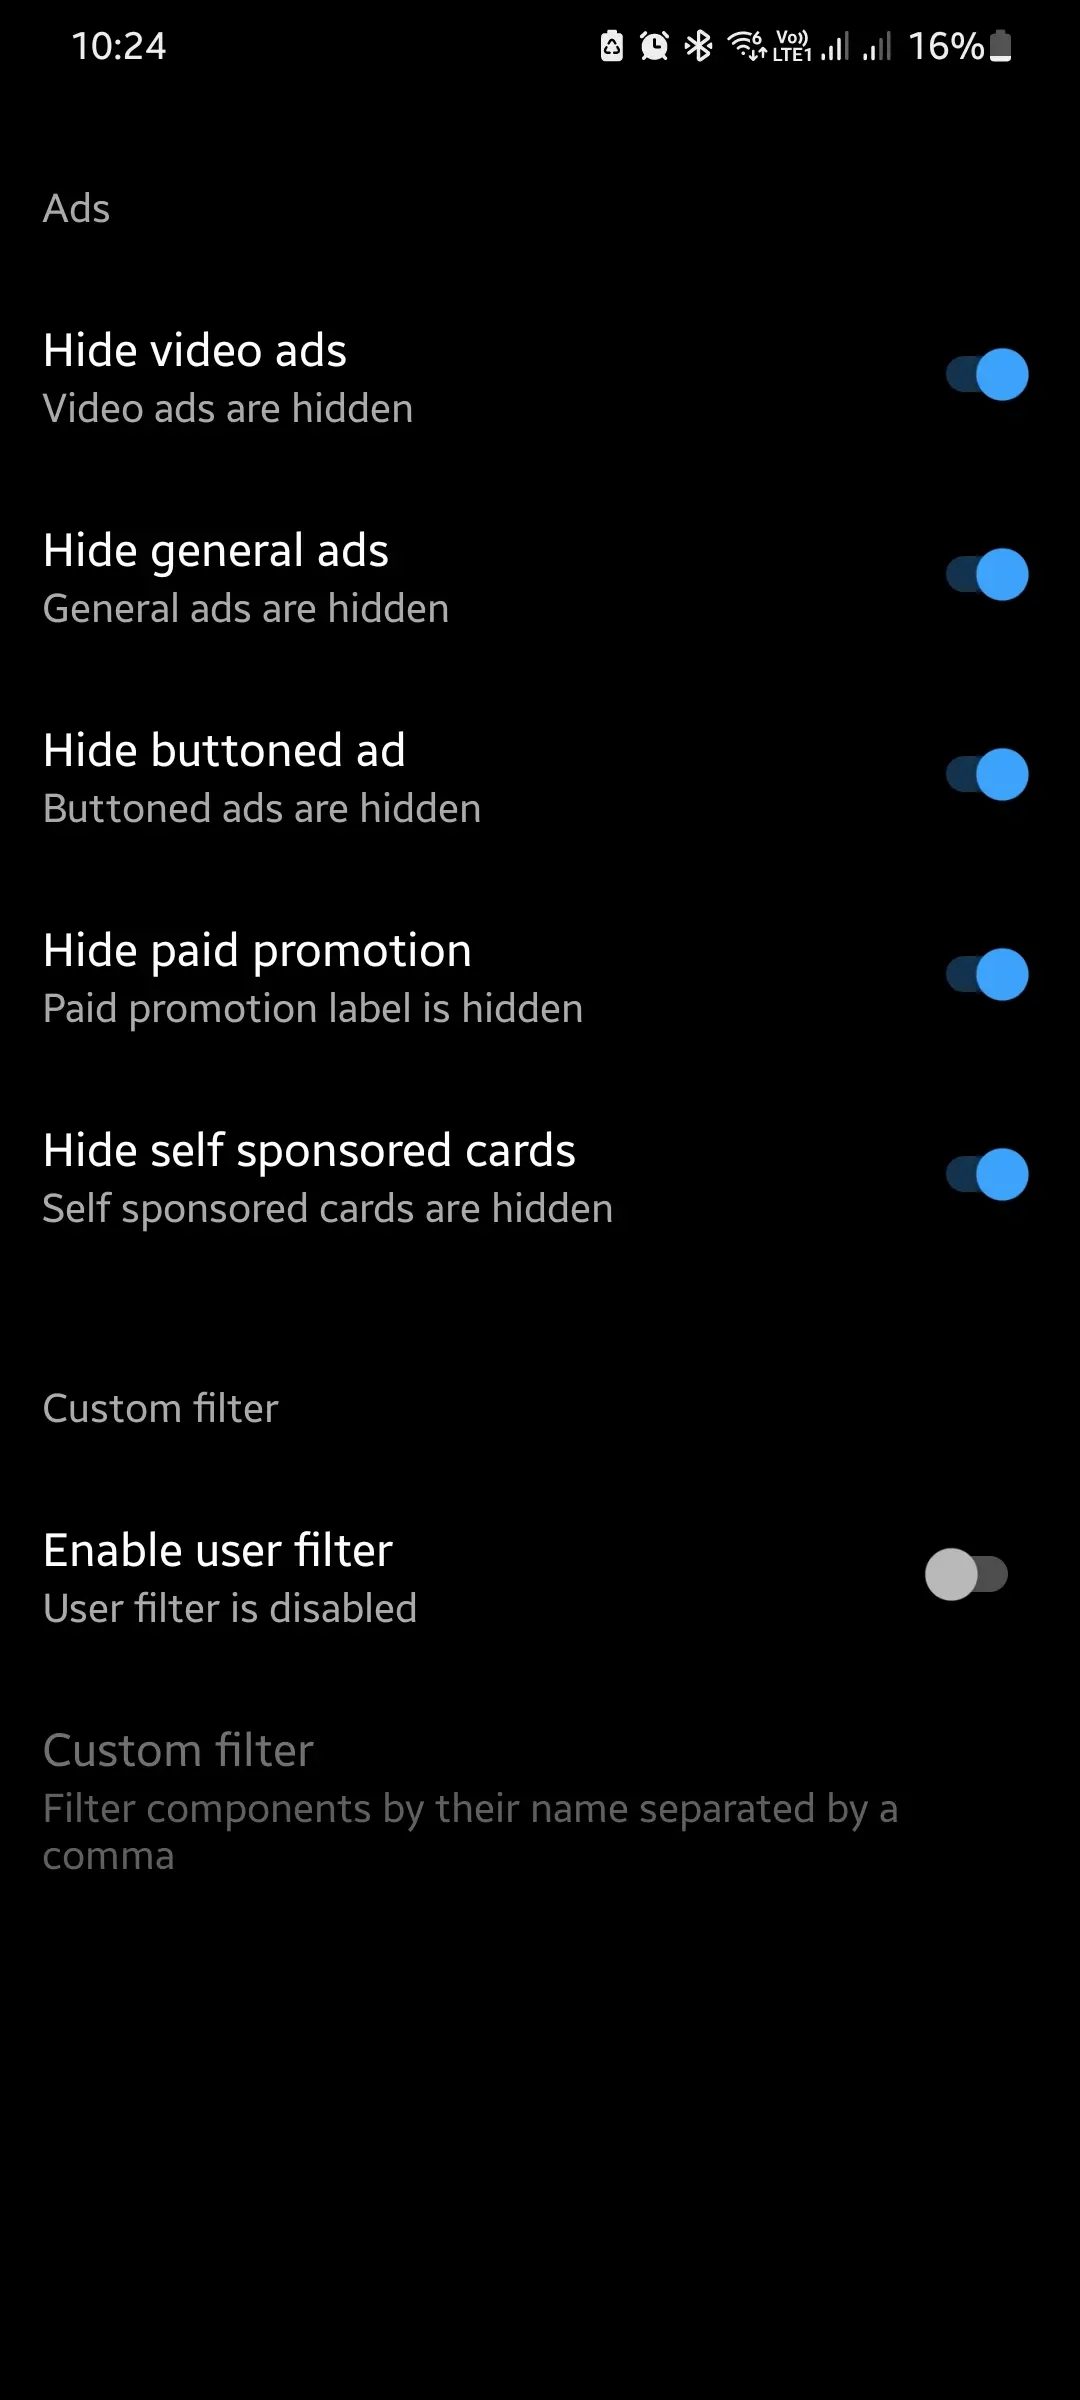 10:24
6 Vo)) LTE1 16%
Ads
Hide video ads
Video ads are hidden
Hide general ads
General ads are hidden
Hide buttoned ad
Buttoned ads are hidden
Hide paid promotion
Paid promotion label is hidden
Hide self sponsored cards
Self sponsored cards are hidden
Custom filter
Enable user filter
User filter is disabled
Custom filter
Filter components by their name separated by a
comma